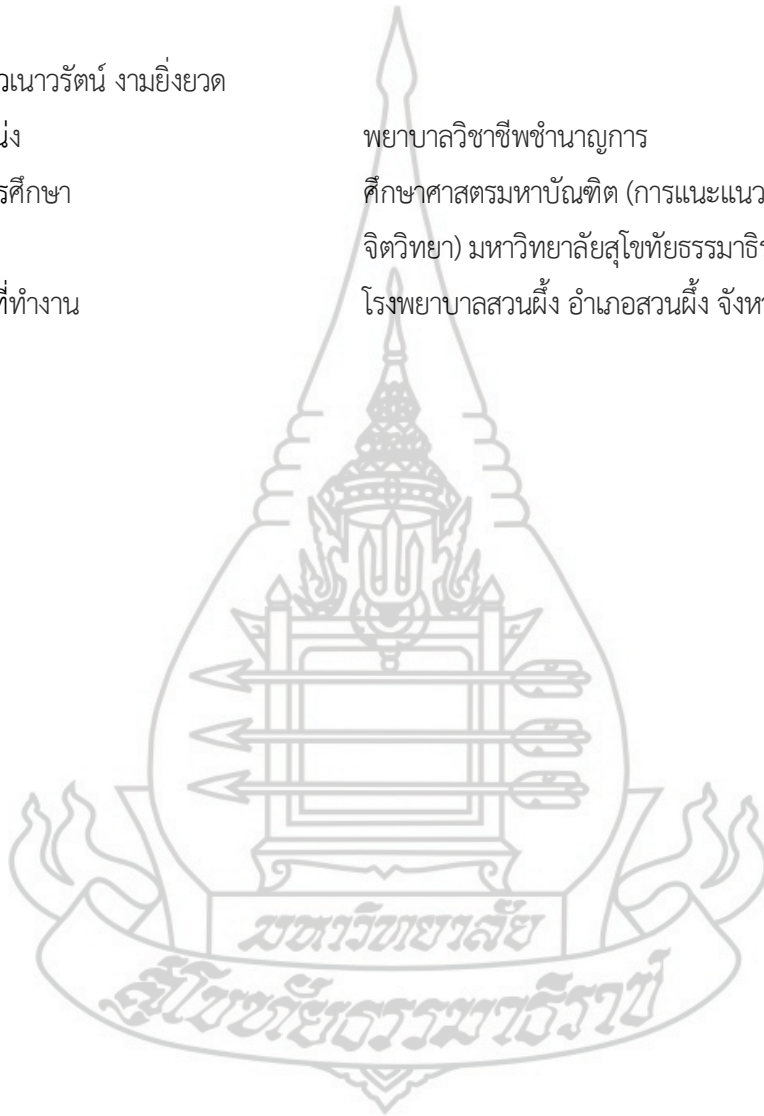 วเนาวรัตน์ งามยิ่งยวด
น่ง พยาบาลวิชาชีพชำนาญการ
รศึกษา ศึกษาศาสตรมหาบัณฑิต (การแนะแนว
จิตวิทยา) มหาวิทยาลัยสุโขทัยธรรมาธิร
ที่ทำงาน โรงพยาบาลสวนผึ้ง อำเภอสวนผึ้ง จังห
มหาวิทยาลัย
สุโขทัยธรรมาธิราช